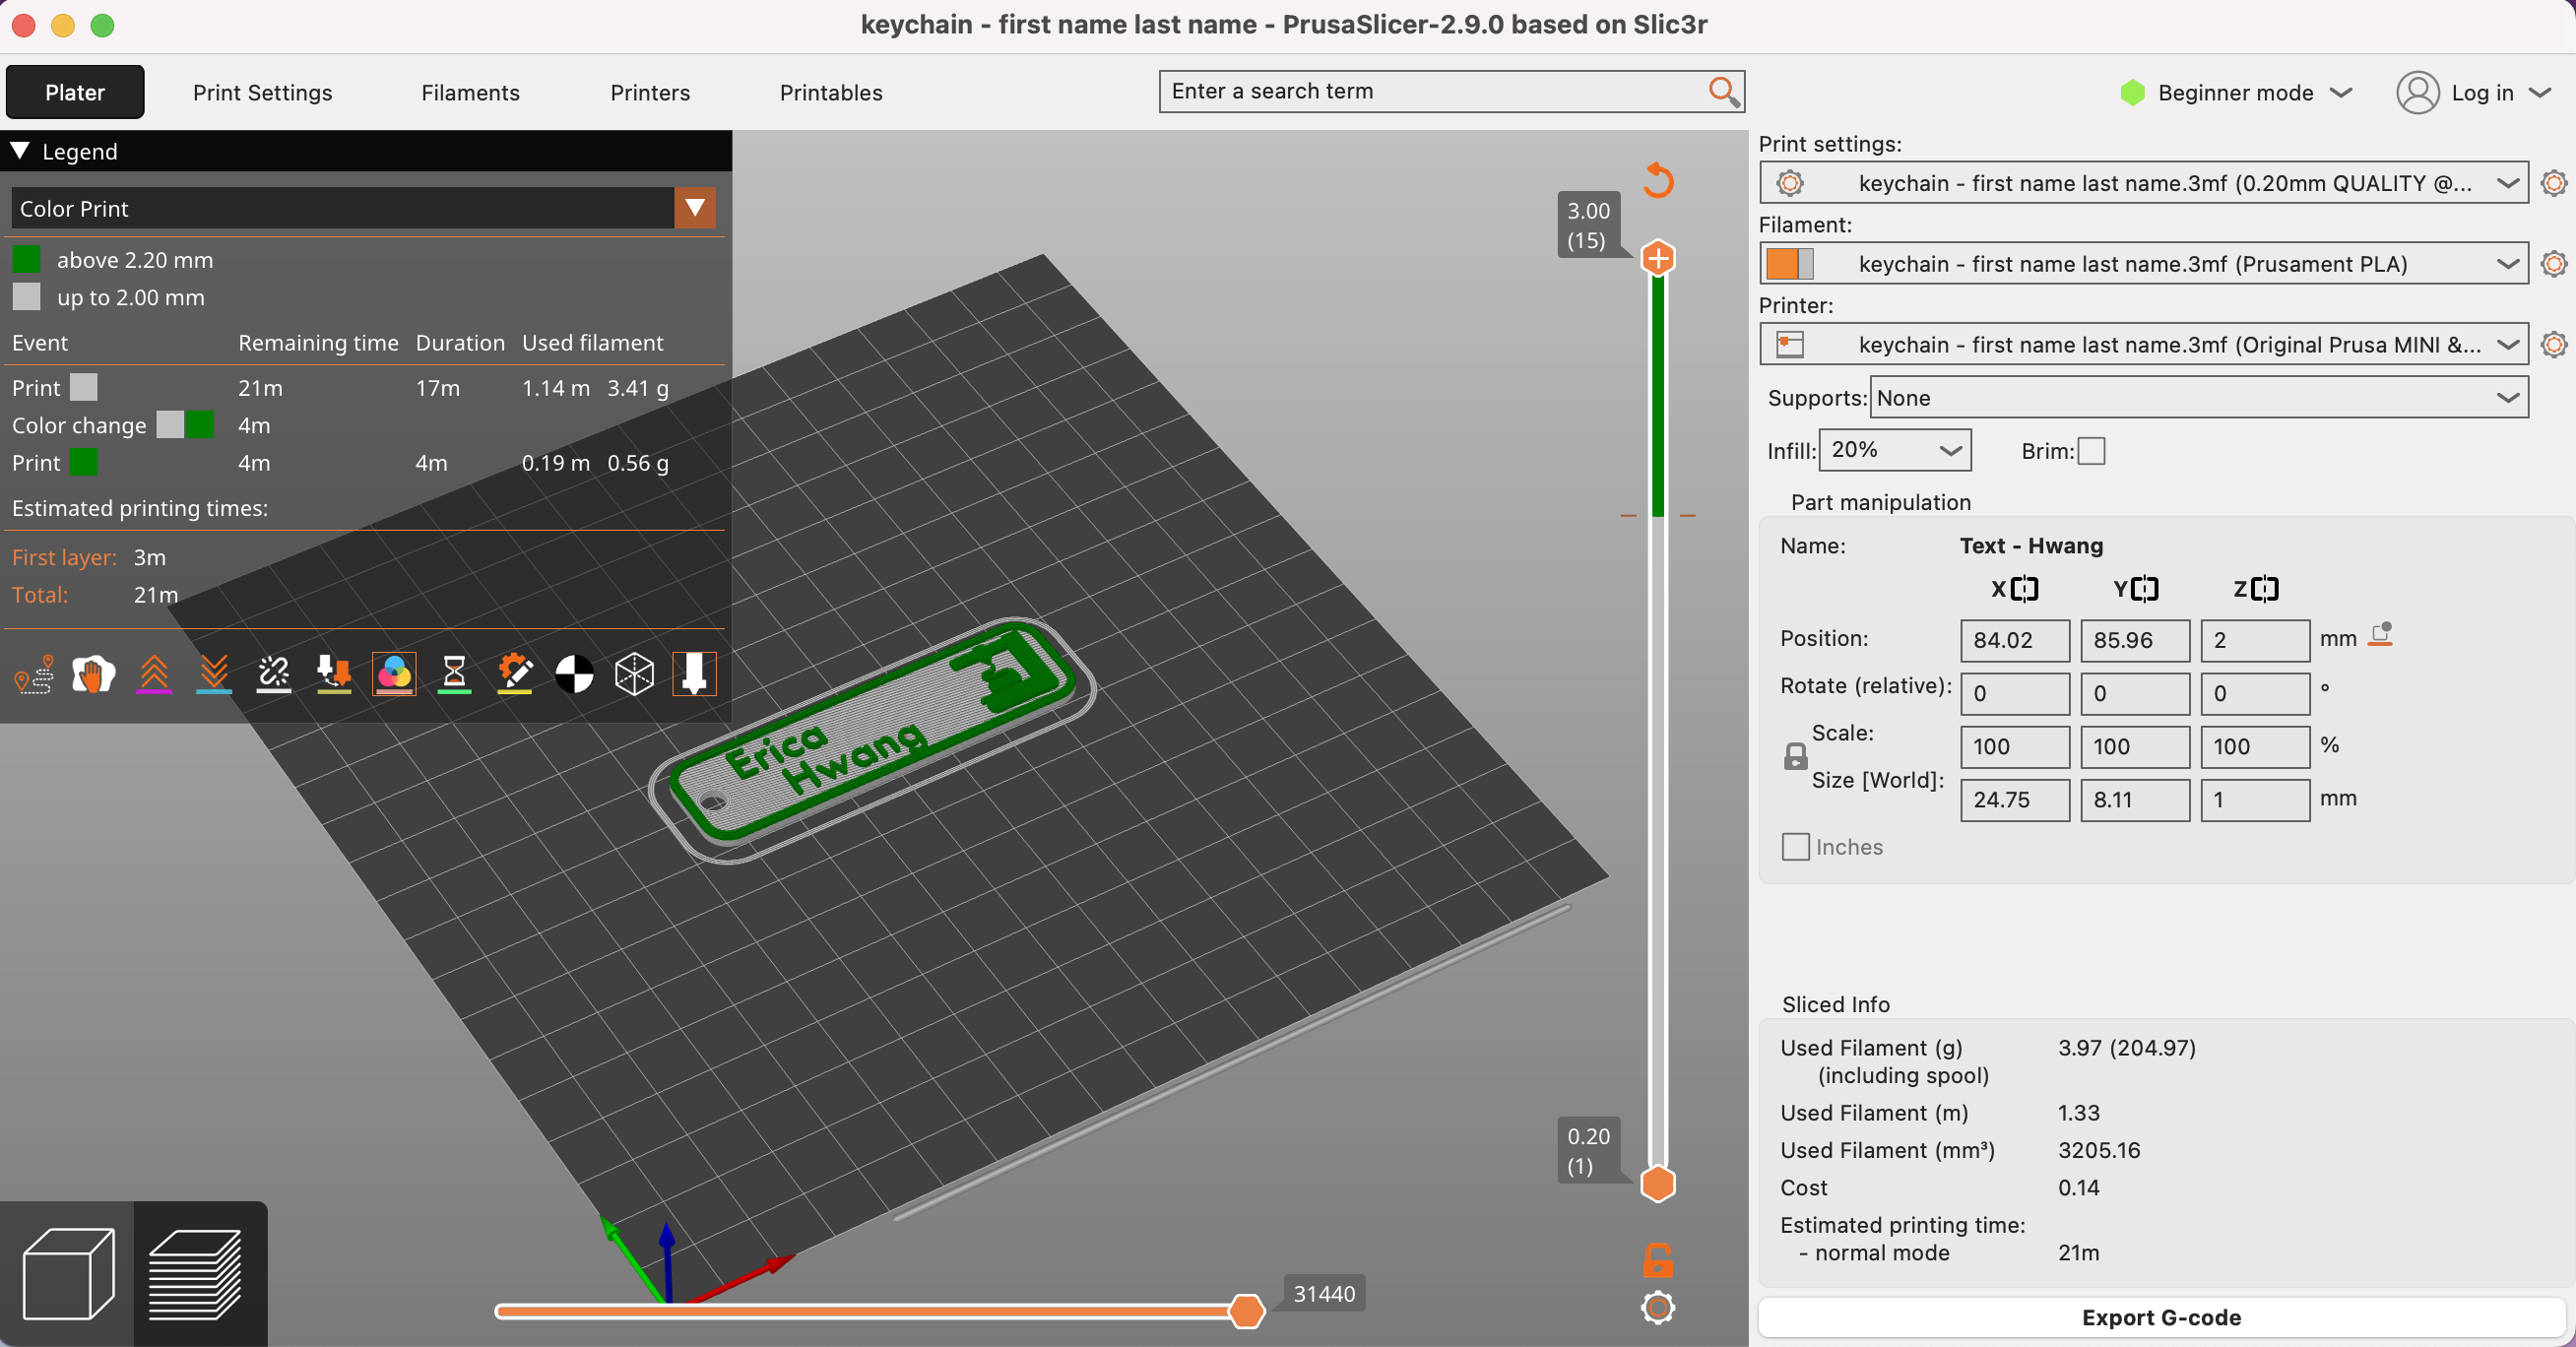 keychain - first name last name - PrusaSlicer-2.9.0 based on Slic3r
Plater
Print Settings
Filaments
Printers
Printables
Enter a search term
Beginner mode
Log in
Legend
Color Print
above 2.20 mm
up to 2.00 mm
Event Remaining time Duration Used filament
Print 21m 17m 1.14 m 3.41 g
Color change 4m
Print 4m 4m 0.19 m 0.56 g
Estimated printing times:
First layer: 3m
Total: 21m
3.00
(15)
Erica
Hwang
0.20
(1)
31440
Print settings:
keychain - first name last name.3mf (0.20mm QUALITY @...
Filament:
keychain - first name last name.3mf (Prusament PLA)
Printer:
keychain - first name last name.3mf (Original Prusa MINI &...
Supports: None
Infill: 20% Brim:
Part manipulation
Name: Text - Hwang
X Y Z
Position: 84.02 85.96 2 mm
Rotate (relative): 0 0 0 °
Scale: 100 100 100 %
Size [World]: 24.75 8.11 1 mm
Inches
Sliced Info
Used Filament (g) 3.97 (204.97)
(including spool)
Used Filament (m) 1.33
Used Filament (mm³) 3205.16
Cost 0.14
Estimated printing time:
- normal mode 21m
Export G-code